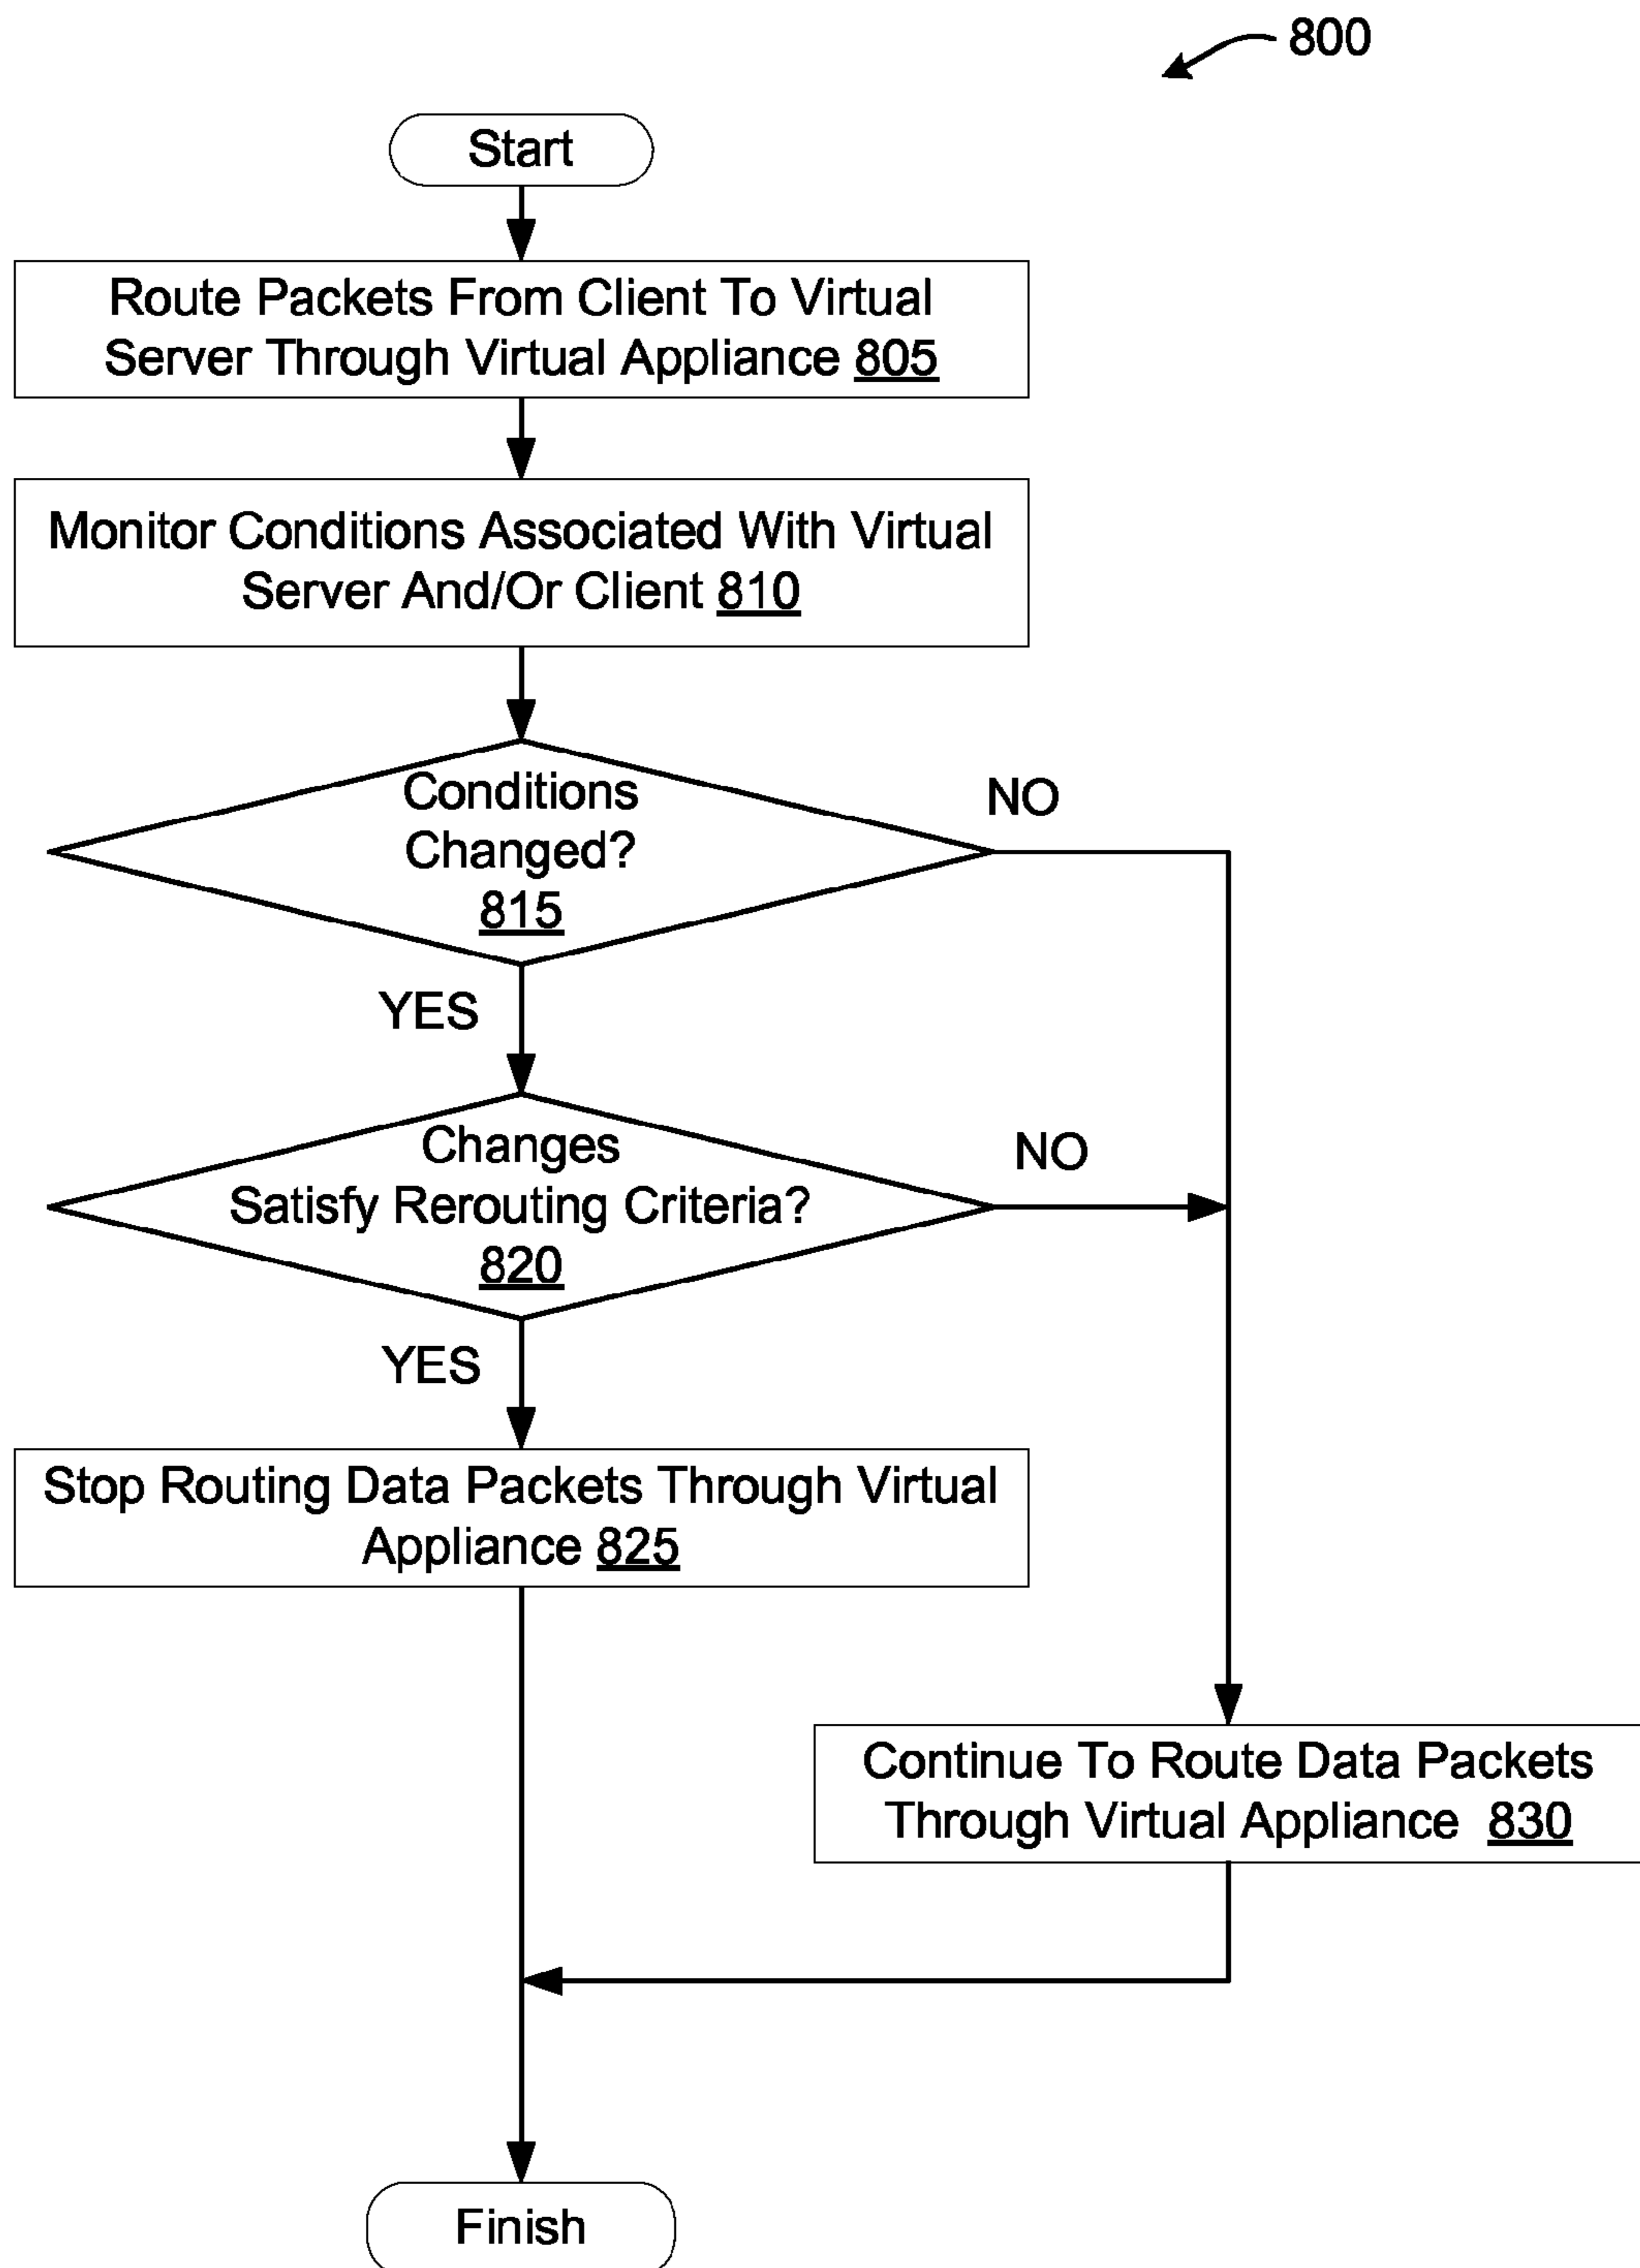 800
Start
Route Packets From Client To Virtual
Server Through Virtual Appliance 805
Monitor Conditions Associated With Virtual
Server And/Or Client 810
Conditions
Changed?
815
NO
YES
Changes
Satisfy Rerouting Criteria?
820
NO
YES
Stop Routing Data Packets Through Virtual
Appliance 825
Continue To Route Data Packets
Through Virtual Appliance 830
Finish